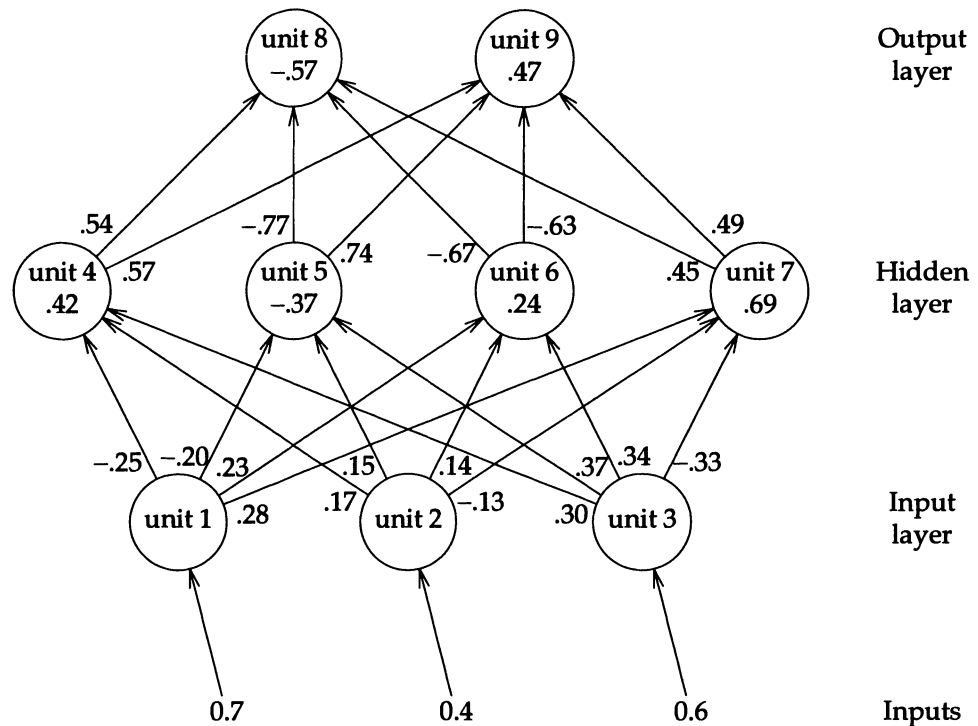 unit 8
–.57
unit 9
.47
Output
layer
.54
.57
–.77
.74
–.67
–.63
.45
.49
unit 4
.42
unit 5
–.37
unit 6
.24
unit 7
.69
Hidden
layer
–.25
–.20
.23
.28
.15
.17
.14
–.13
.37
.30
.34
–.33
unit 1
unit 2
unit 3
Input
layer
0.7
0.4
0.6
Inputs